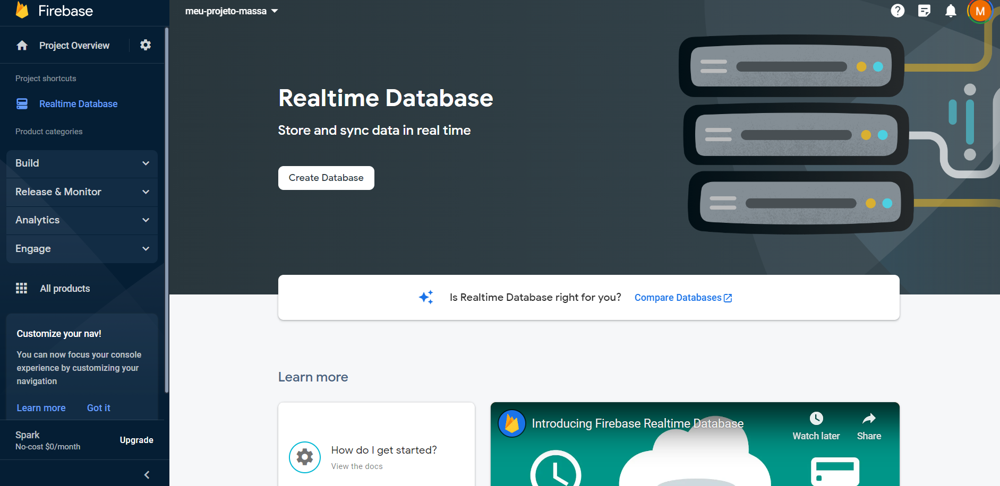 Firebase
meu-projeto-massa
M
Project Overview
Project shortcuts
Realtime Database
Product categories
Build
Release & Monitor
Analytics
Engage
All products
Customize your nav!
You can now focus your console
experience by customizing your
navigation
Learn more Got it
Spark
No-cost $0/month
Upgrade
Realtime Database
Store and sync data in real time
Create Database
Is Realtime Database right for you? Compare Databases
Learn more
How do I get started?
View the docs
Introducing Firebase Realtime Database
Watch later
Share